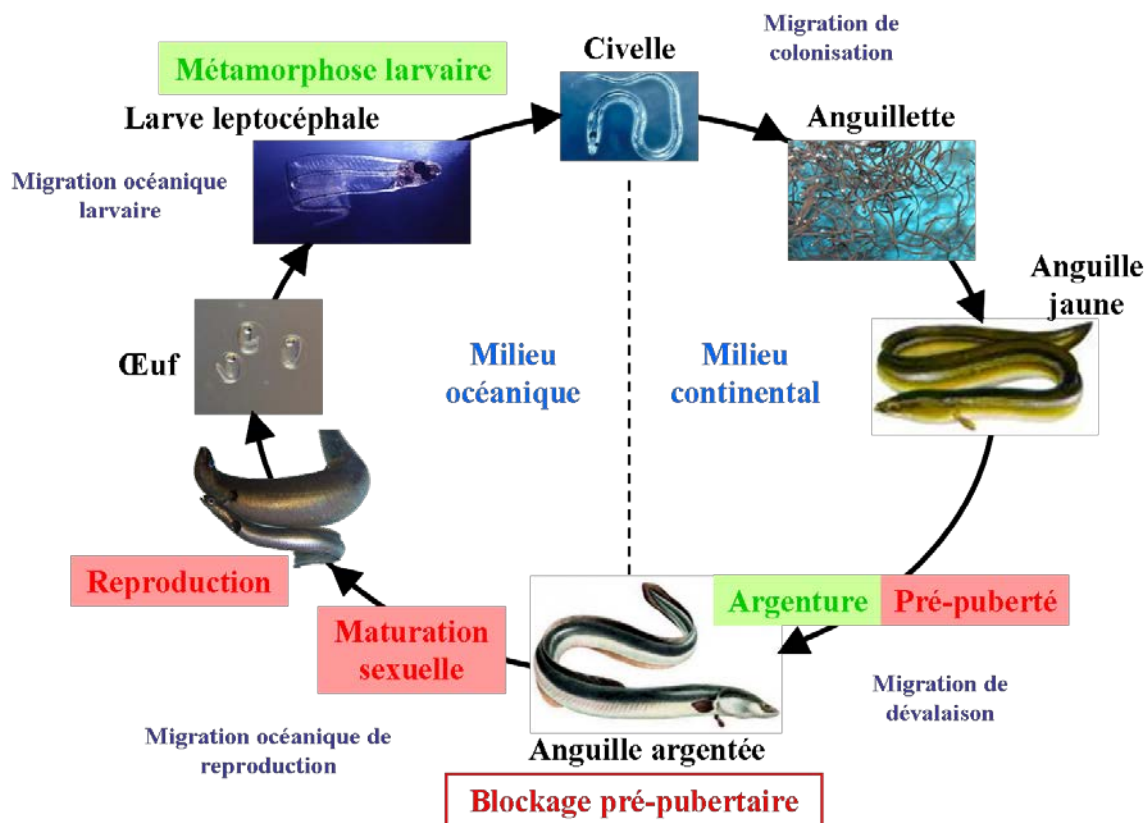 Migration de
colonisation
Civelle
Métamorphose larvaire
Larve leptocéphale
Anguillette
Migration océanique
larvaire
Anguille
jaune
Œuf
Milieu
océanique
Milieu
continental
Reproduction
Argenture
Pré-puberté
Maturation
sexuelle
Migration de
dévalaison
Migration océanique de
reproduction
Anguille argentée
Blockage pré-pubertaire